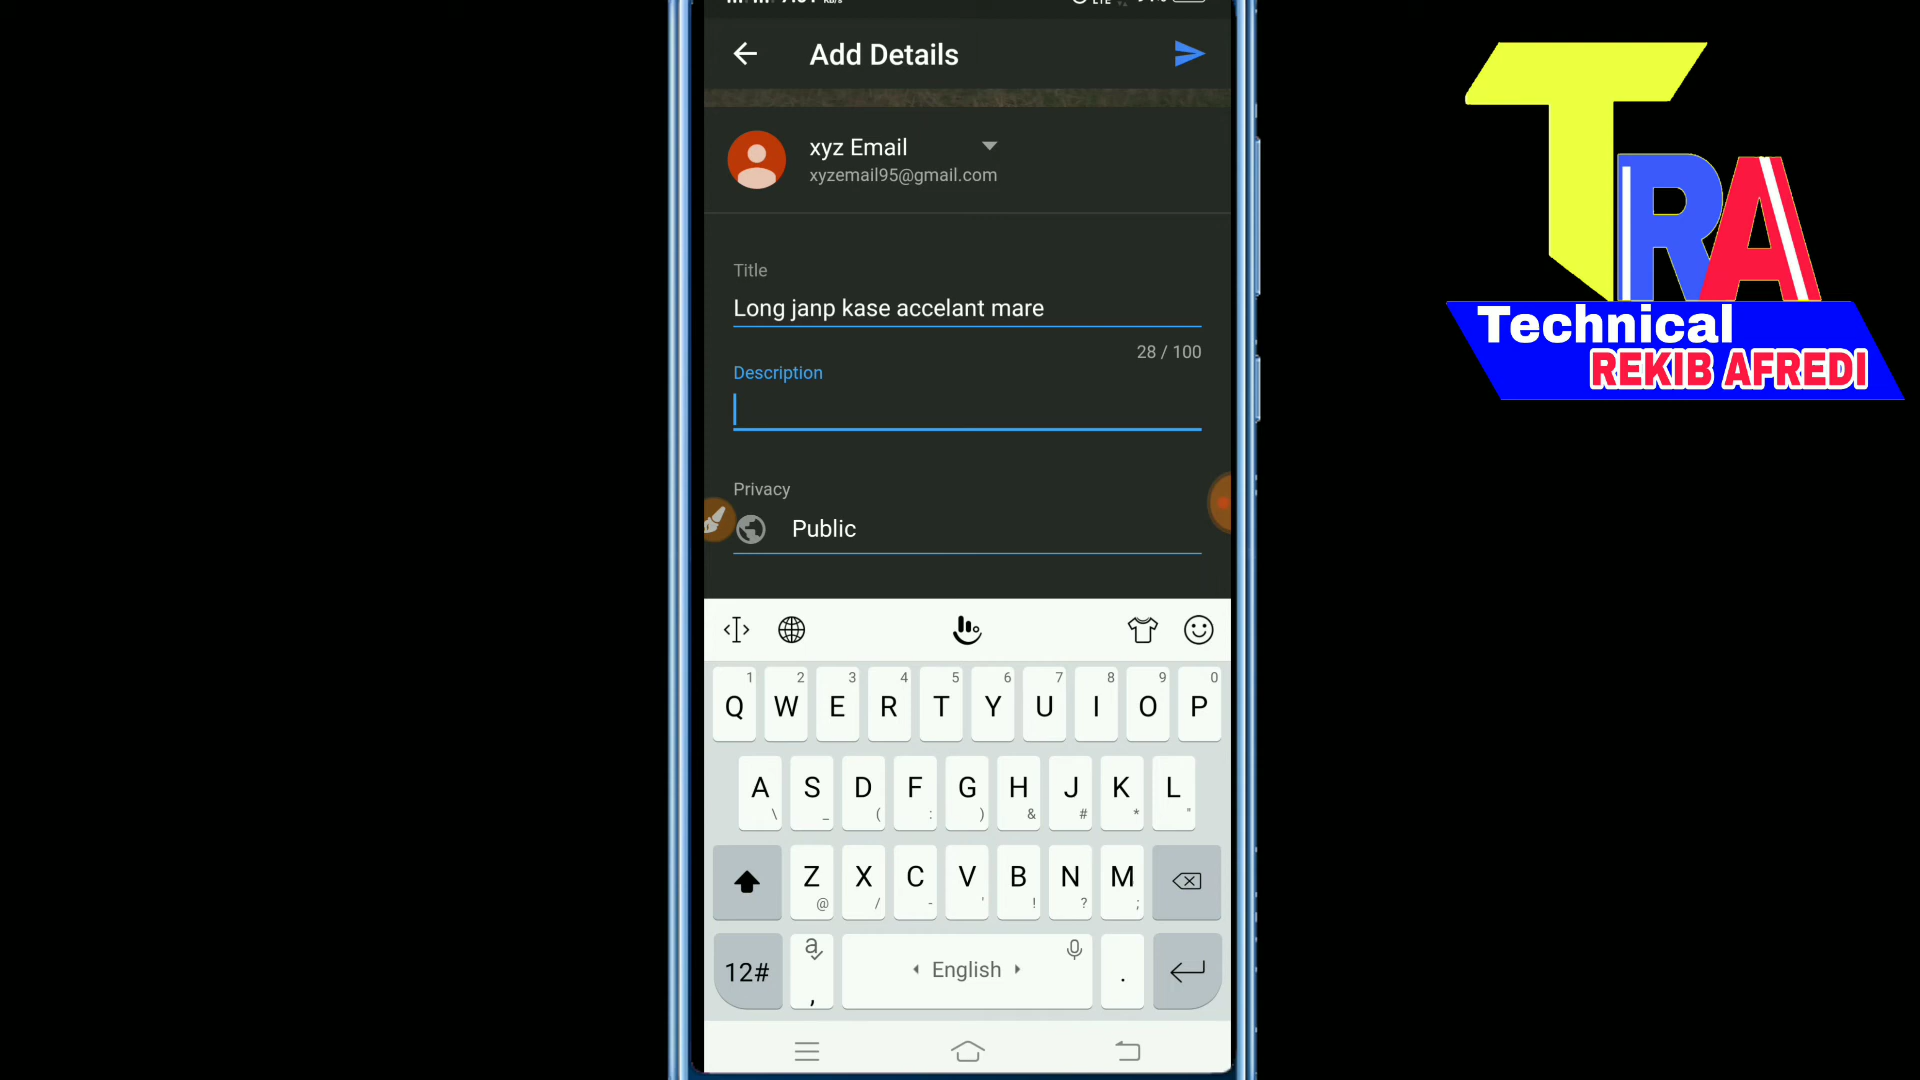 Add Details
xyz Email
xyzemail95@gmail.com
Title
Long janp kase accelant mare
28 / 100
Description
Privacy
Public
1 2 3 4 5 6 7 8 9 0
Q W E R T Y U I O P
A S D F G H J K L
\ _ ( : ) & # * "
Z X C V B N M
@ / - ' ! ? ;
12# a , English .
TRA
Technical
REKIB AFREDI